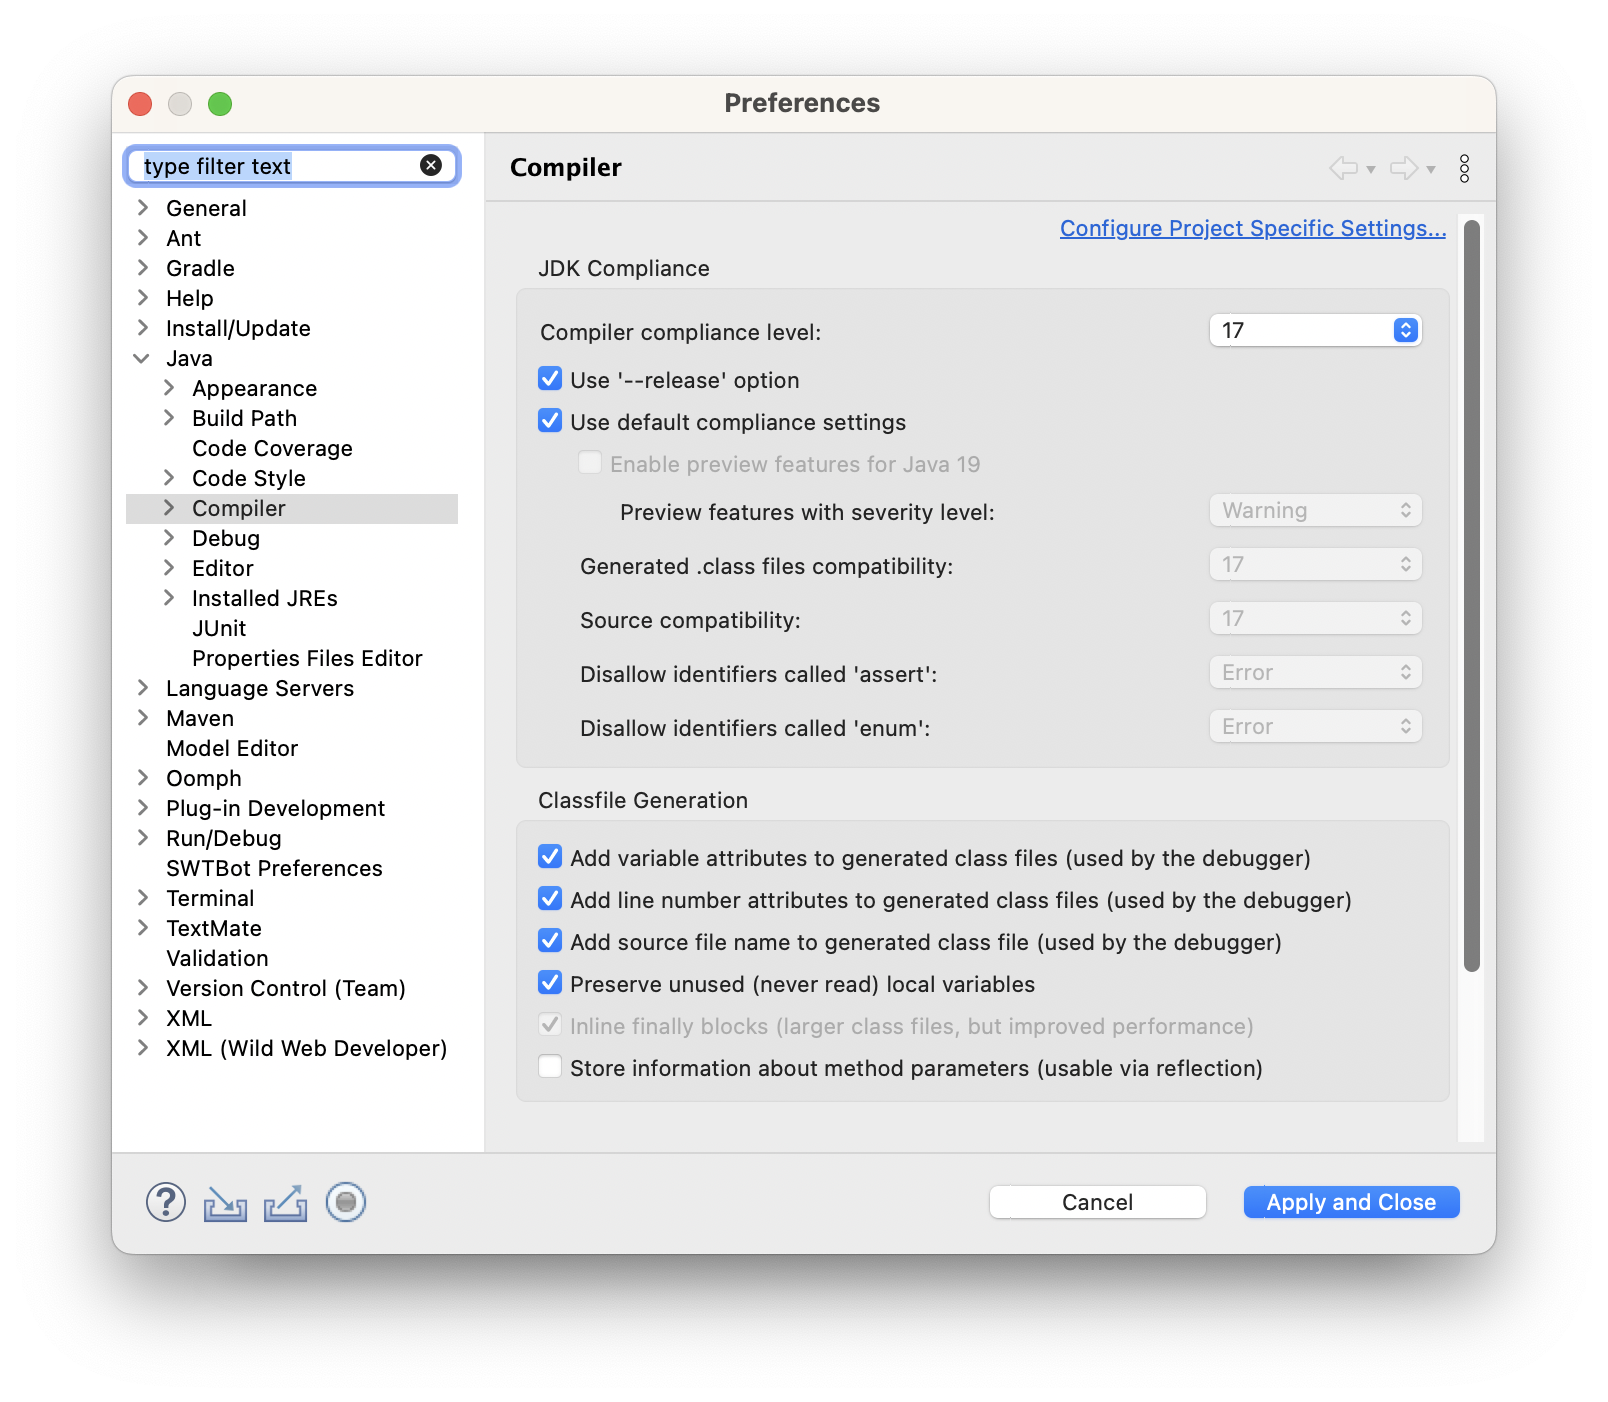 Preferences
type filter text
General
Ant
Gradle
Help
Install/Update
Java
Appearance
Build Path
Code Coverage
Code Style
Compiler
Debug
Editor
Installed JREs
JUnit
Properties Files Editor
Language Servers
Maven
Model Editor
Oomph
Plug-in Development
Run/Debug
SWTBot Preferences
Terminal
TextMate
Validation
Version Control (Team)
XML
XML (Wild Web Developer)
Compiler
Configure Project Specific Settings...
JDK Compliance
Compiler compliance level: 17
Use '--release' option
Use default compliance settings
Enable preview features for Java 19
Preview features with severity level: Warning
Generated .class files compatibility: 17
Source compatibility: 17
Disallow identifiers called 'assert': Error
Disallow identifiers called 'enum': Error
Classfile Generation
Add variable attributes to generated class files (used by the debugger)
Add line number attributes to generated class files (used by the debugger)
Add source file name to generated class file (used by the debugger)
Preserve unused (never read) local variables
Inline finally blocks (larger class files, but improved performance)
Store information about method parameters (usable via reflection)
?
Cancel
Apply and Close